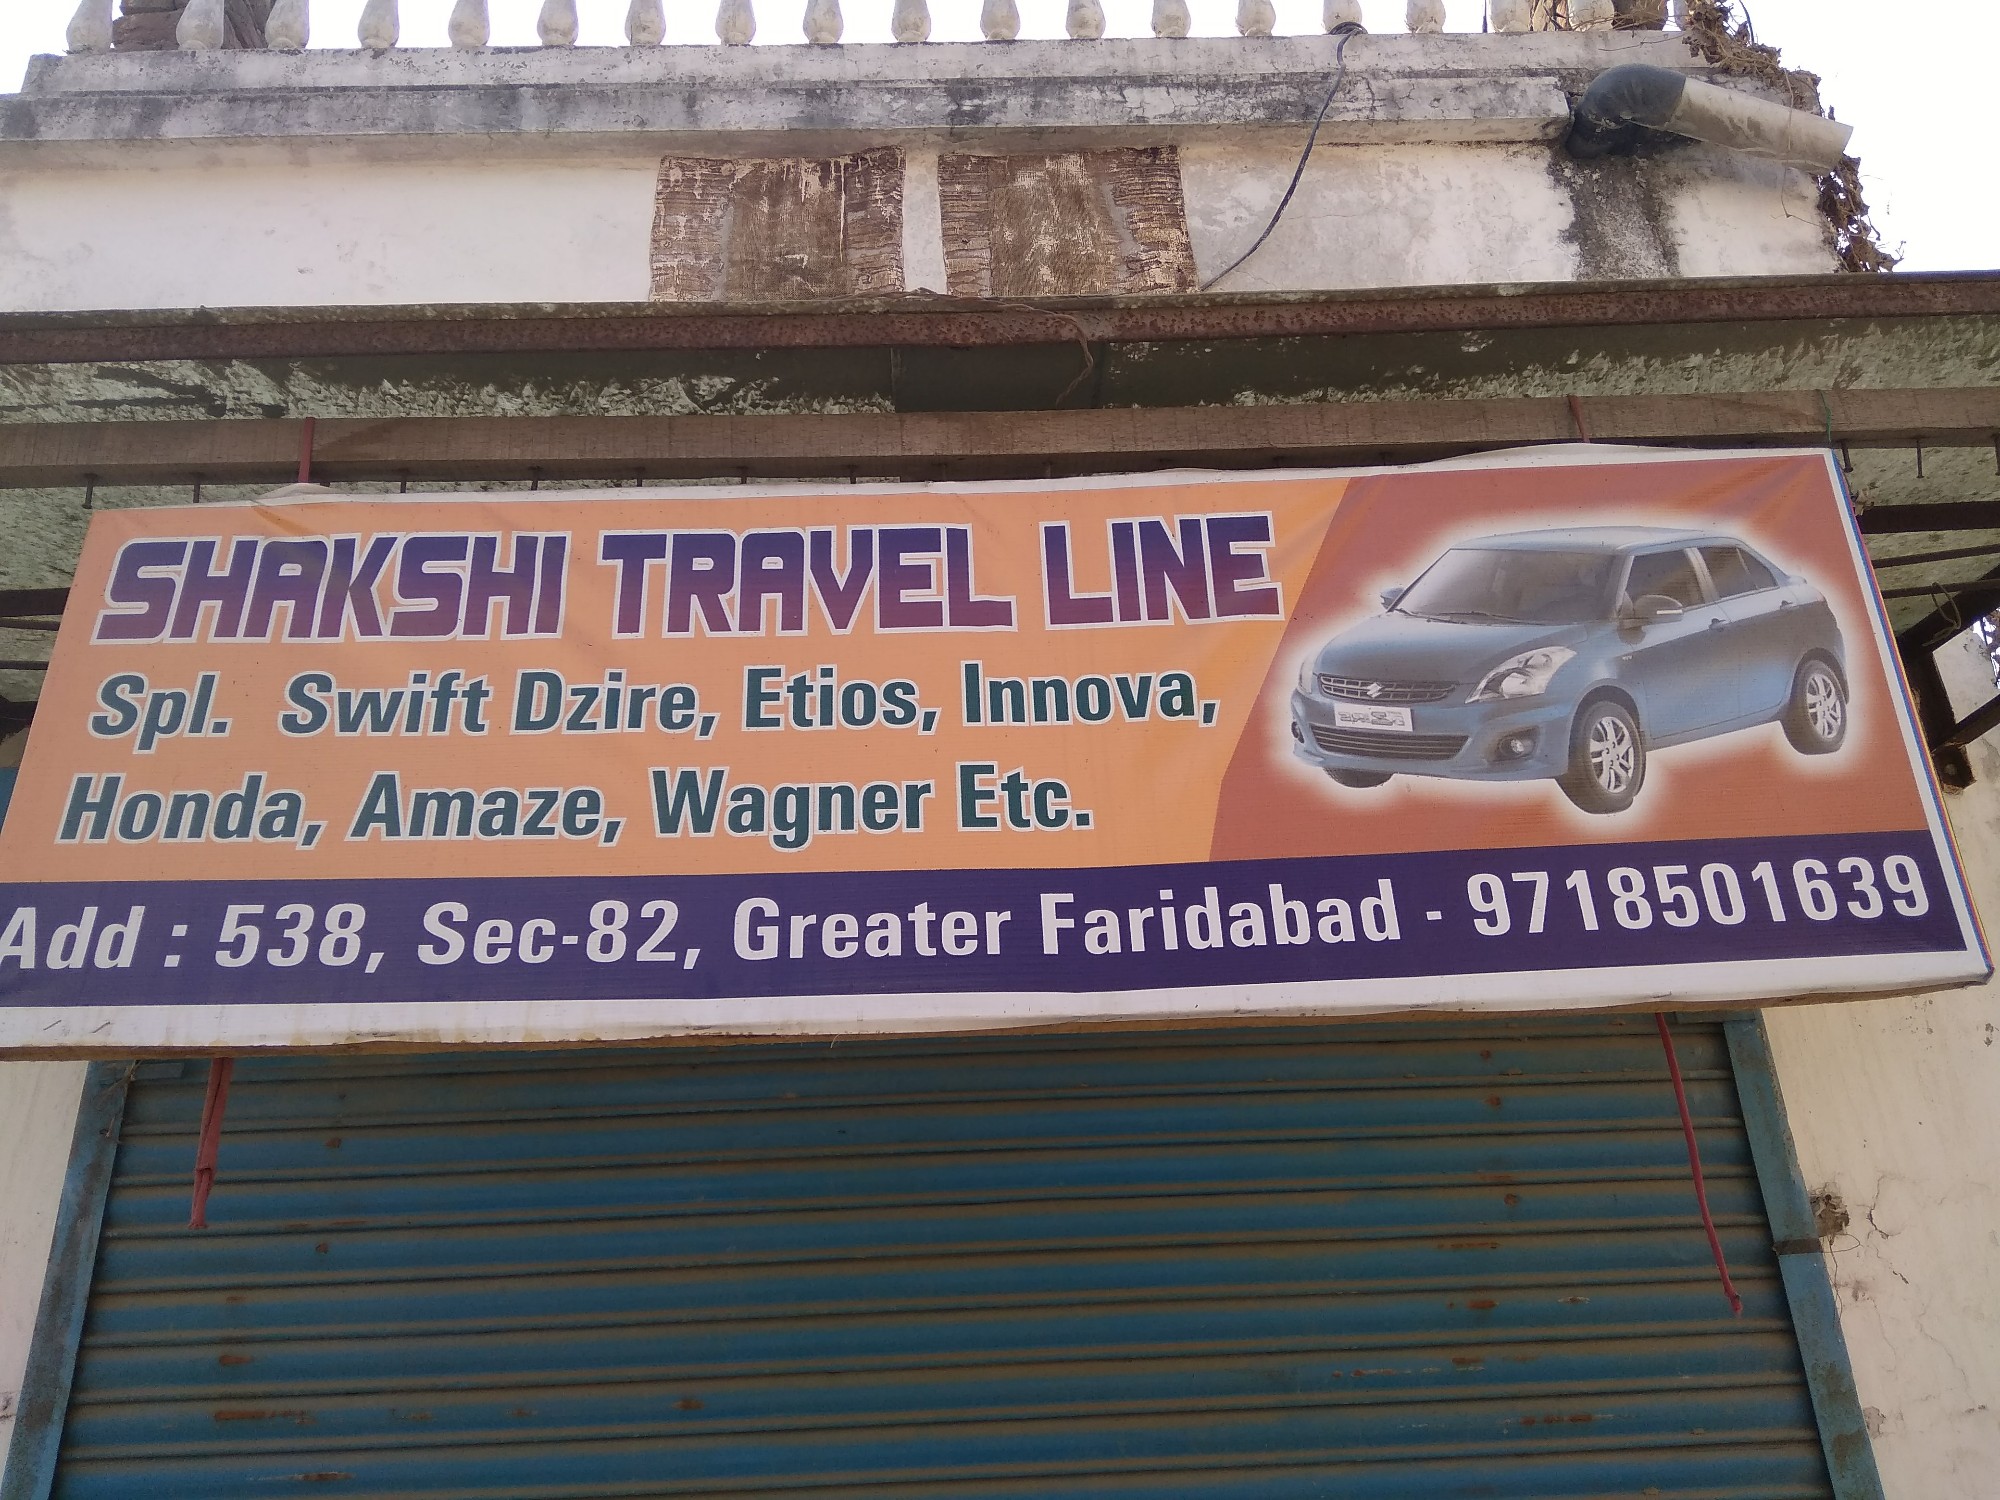 SHAKSHI TRAVEL LINE
Spl. Swift Dzire, Etios, Innova,
Honda, Amaze, Wagner Etc.
Add : 538, Sec-82, Greater Faridabad - 9718501639